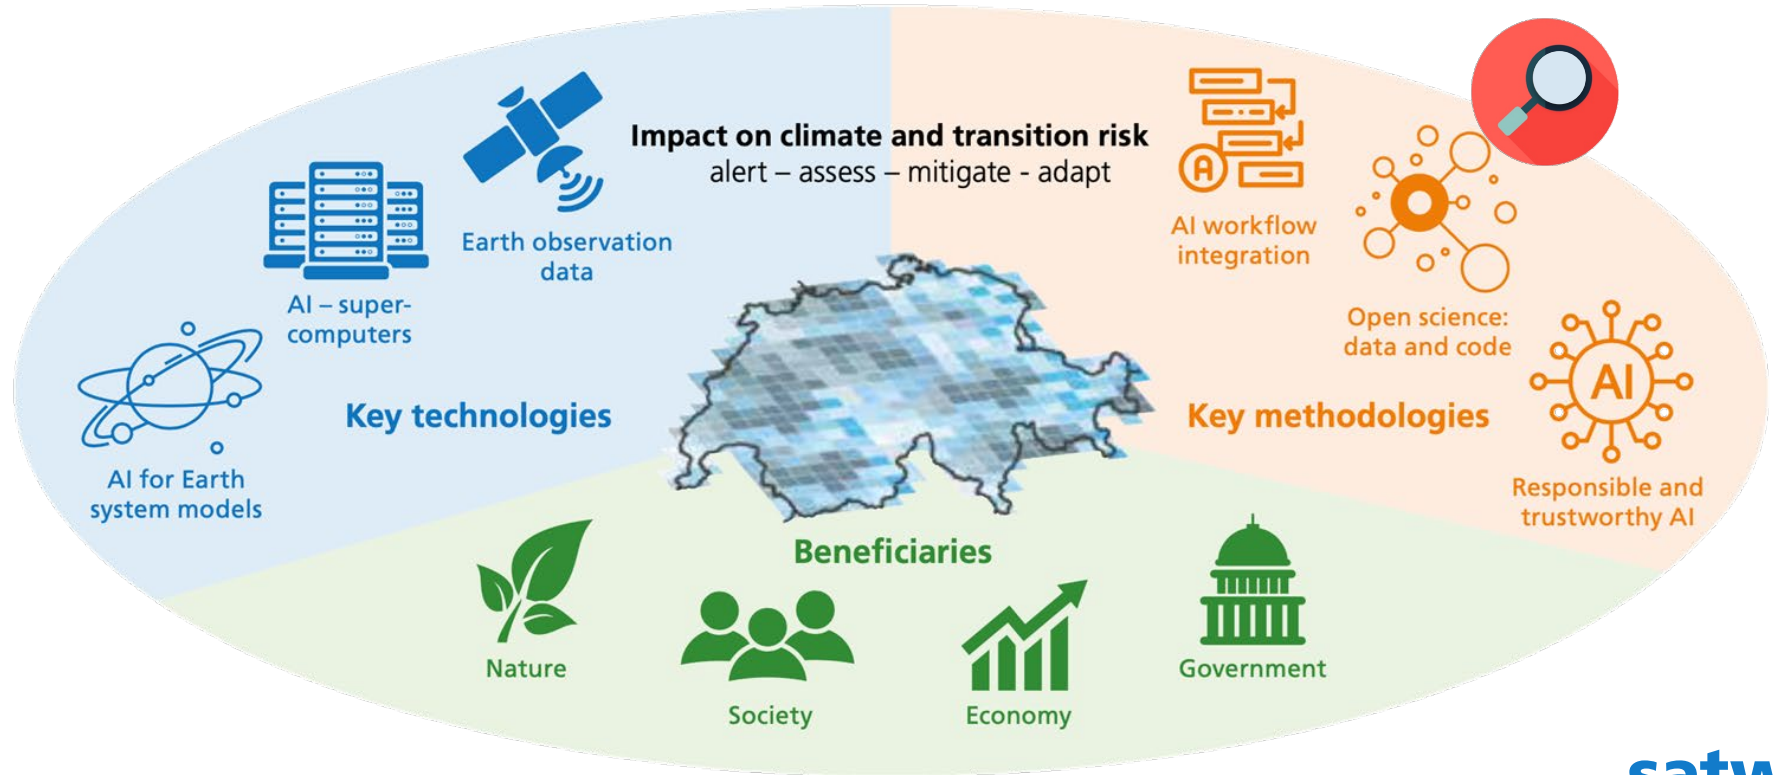 Impact on climate and transition risk
alert – assess – mitigate - adapt
Earth observation
data
AI – super-
computers
AI for Earth
system models
Key technologies
AI workflow
integration
Open science:
data and code
AI
Responsible and
trustworthy AI
Key methodologies
A
Beneficiaries
Nature
Society
Economy
Government